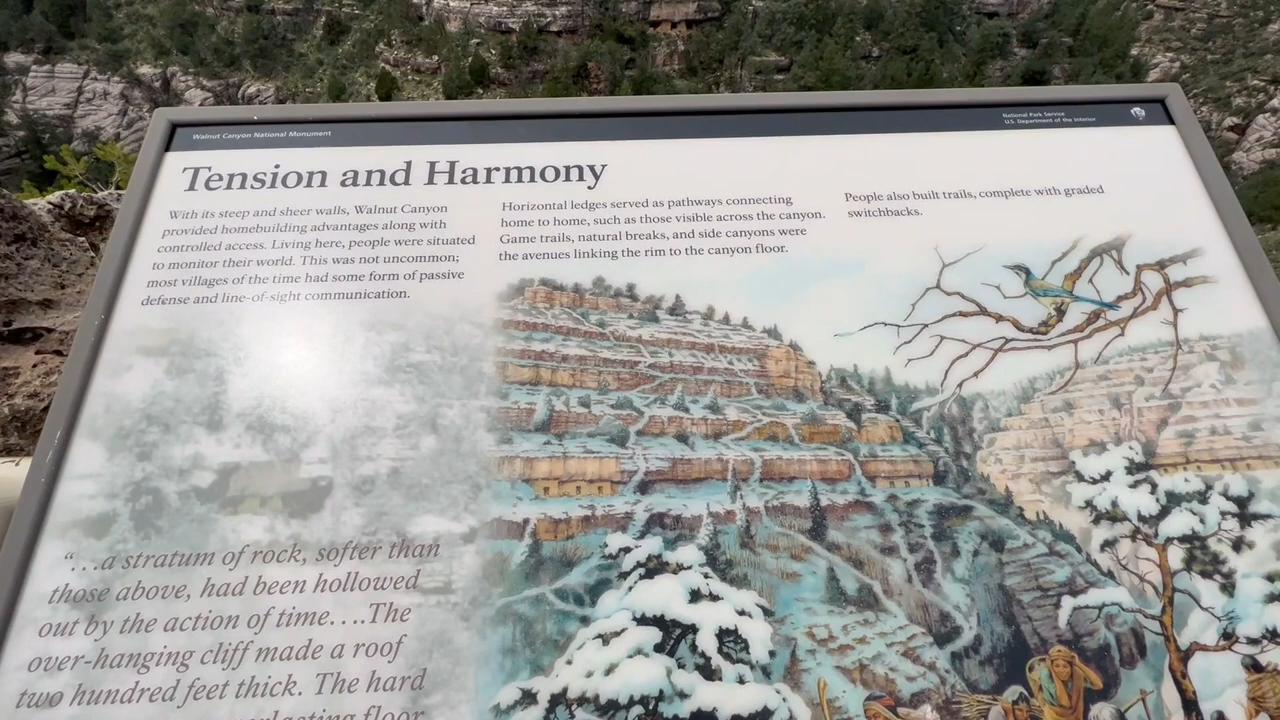 Walnut Canyon National Monument
National Park Service
U.S. Department of the Interior
Tension and Harmony
With its steep and sheer walls, Walnut Canyon
provided homebuilding advantages along with
controlled access. Living here, people were situated
to monitor their world. This was not uncommon;
most villages of the time had some form of passive
defense and line-of-sight communication.
Horizontal ledges served as pathways connecting
home to home, such as those visible across the canyon.
Game trails, natural breaks, and side canyons were
the avenues linking the rim to the canyon floor.
People also built trails, complete with graded
switchbacks.
“…a stratum of rock, softer than
those above, had been hollowed
out by the action of time….The
over-hanging cliff made a roof
two hundred feet thick. The hard
floor